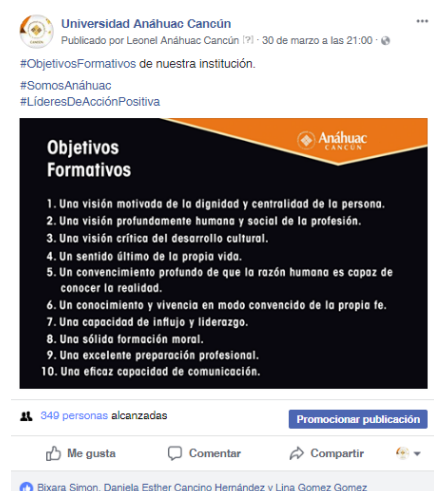 Universidad Anáhuac Cancún
Publicado por Leonel Anáhuac Cancún [?] · 30 de marzo a las 21:00 ·
#ObjetivosFormativos de nuestra institución.
#SomosAnáhuac
#LíderesDeAcciónPositiva
Anáhuac
CANCÚN
Objetivos
Formativos
1. Una visión motivada de la dignidad y centralidad de la persona.
2. Una visión profundamente humana y social de la profesión.
3. Una visión crítica del desarrollo cultural.
4. Un sentido último de la propia vida.
5. Un convencimiento profundo de que la razón humana es capaz de
conocer la realidad.
6. Un conocimiento y vivencia en modo convencido de la propia fe.
7. Una capacidad de influjo y liderazgo.
8. Una sólida formación moral.
9. Una excelente preparación profesional.
10. Una eficaz capacidad de comunicación.
349 personas alcanzadas
Promocionar publicación
Me gusta Comentar Compartir
Bixara Simon, Daniela Esther Cancino Hernández y Lina Gomez Gomez